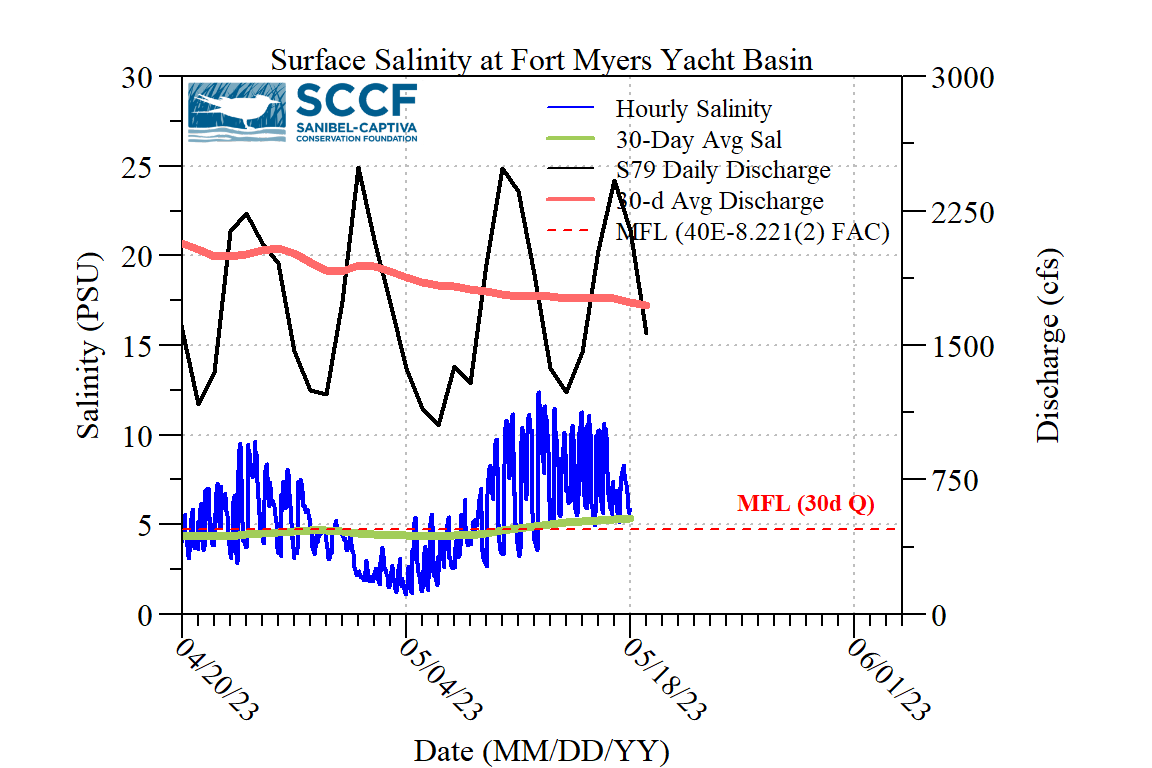 Surface Salinity at Fort Myers Yacht Basin
SCCF
SANIBEL-CAPTIVA
CONSERVATION FOUNDATION
Hourly Salinity
30-Day Avg Sal
S79 Daily Discharge
30-d Avg Discharge
MFL (40E-8.221(2) FAC)
MFL (30d Q)
Salinity (PSU)
30
25
20
15
10
5
0
3000
2250
1500
750
0
Discharge (cfs)
04/20/23
05/04/23
05/18/23
06/01/23
Date (MM/DD/YY)